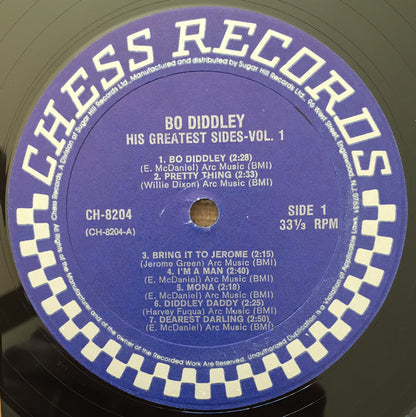 CHESS RECORDS
Chess Records, A Division of Sugar Hill Records Ltd., Manufactured and distributed by Sugar Hill Records Ltd., 96 West Street, Englewood, N.J. 07631
BO DIDDLEY
HIS GREATEST SIDES-VOL. 1
1. BO DIDDLEY (2:28)
(E. McDaniel) Arc Music (BMI)
2. PRETTY THING (2:33)
(Willie Dixon) Arc Music (BMI)
CH-8204
(CH-8204-A)
SIDE 1
33⅓ RPM
3. BRING IT TO JEROME (2:15)
(Jerome Green) Arc Music (BMI)
4. I'M A MAN (2:40)
(E. McDaniel) Arc Music (BMI)
5. MONA (2:18)
(E. McDaniel) Arc Music (BMI)
6. DIDDLEY DADDY (2:25)
(Harvey Fuqua) Arc Music (BMI)
7. DEAREST DARLING (2:50)
(E. McDaniel) Arc Music (BMI)
All Rights of the Manufacturer and of the owner of the Recorded Work Are Reserved. Unauthorized Duplication is a Violation of Applicable Laws.